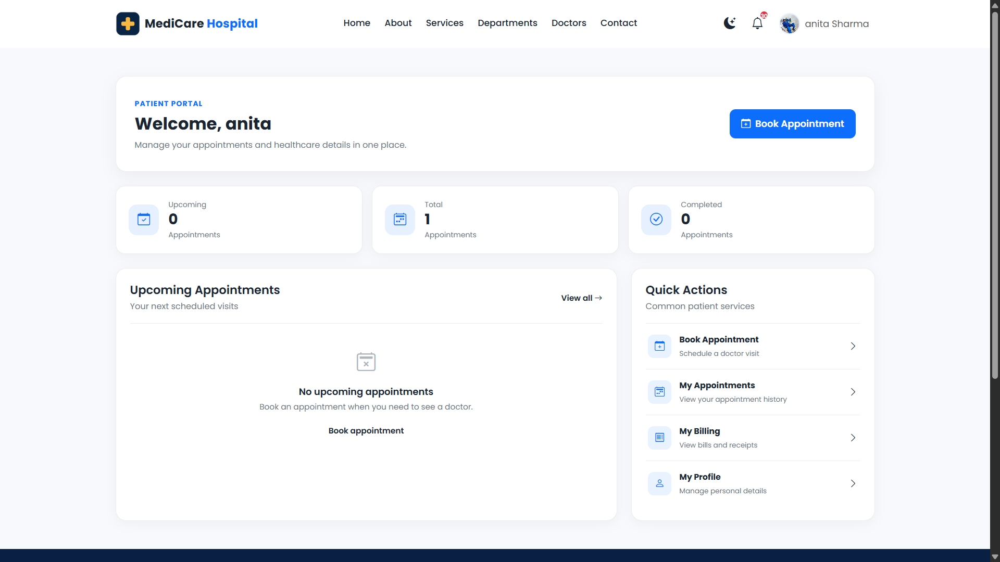 MediCare Hospital
Home About Services Departments Doctors Contact
30
anita Sharma
PATIENT PORTAL
Welcome, anita
Manage your appointments and healthcare details in one place.
Book Appointment
Upcoming
0
Appointments
Total
1
Appointments
Completed
0
Appointments
Upcoming Appointments
Your next scheduled visits
View all →
No upcoming appointments
Book an appointment when you need to see a doctor.
Book appointment
Quick Actions
Common patient services
Book Appointment
Schedule a doctor visit
My Appointments
View your appointment history
My Billing
View bills and receipts
My Profile
Manage personal details